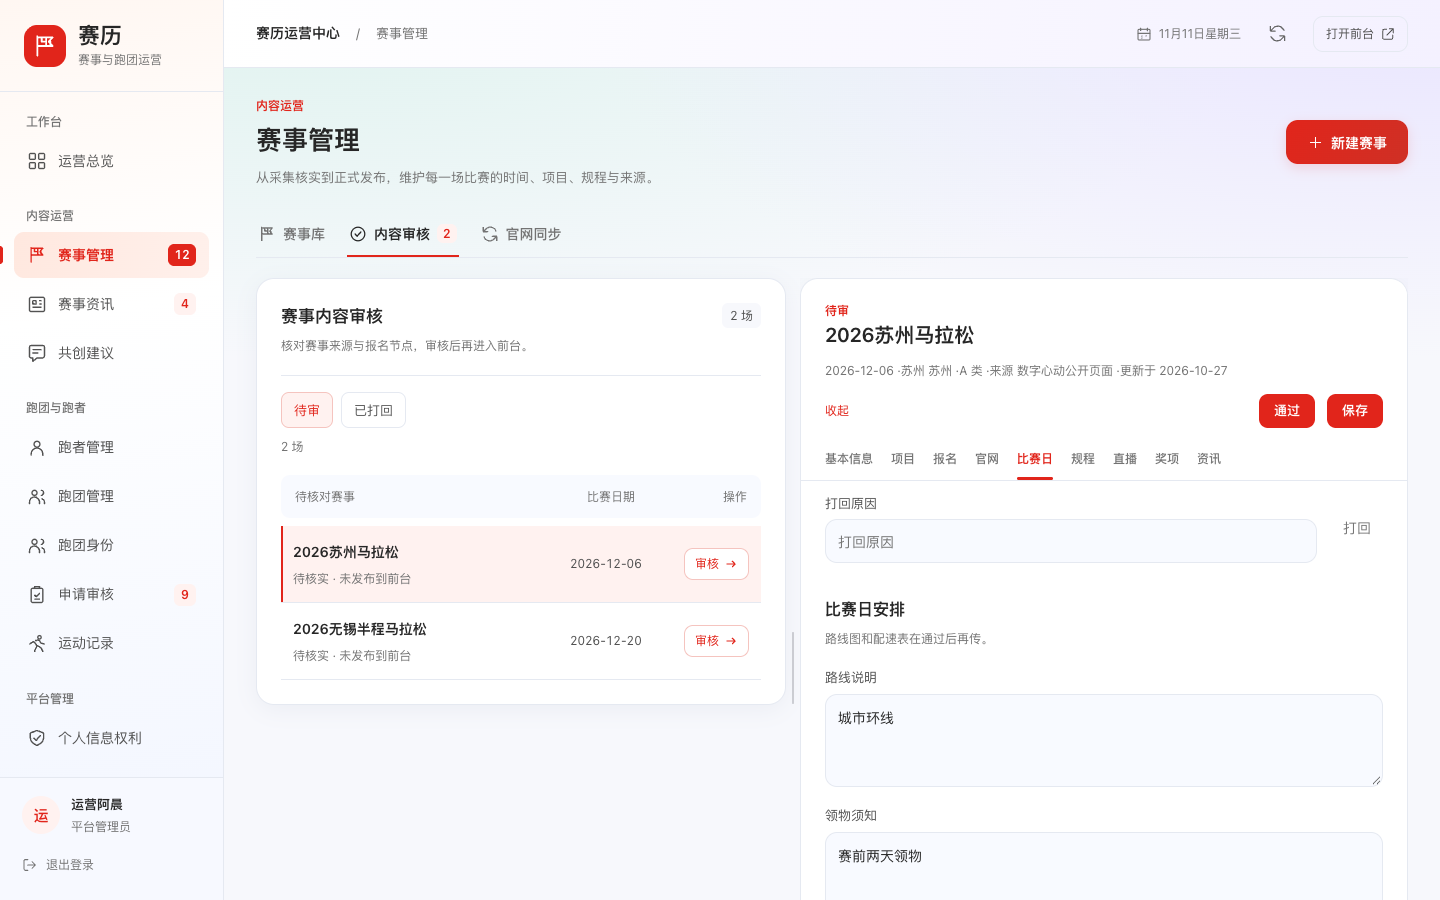 赛历
赛事与跑团运营
工作台
运营总览
内容运营
赛事管理 12
赛事资讯 4
共创建议
跑团与跑者
跑者管理
跑团管理
跑团身份
申请审核 9
运动记录
平台管理
个人信息权利
运 运营阿晨
平台管理员
退出登录
赛历运营中心 / 赛事管理
11月11日星期三
打开前台
内容运营
赛事管理
从采集核实到正式发布，维护每一场比赛的时间、项目、规程与来源。
新建赛事
赛事库 内容审核 2 官网同步
赛事内容审核 2 场
核对赛事来源与报名节点，审核后再进入前台。
待审 已打回
2 场
待核对赛事 比赛日期 操作
2026苏州马拉松
待核实 · 未发布到前台
2026-12-06 审核 →
2026无锡半程马拉松
待核实 · 未发布到前台
2026-12-20 审核 →
待审
2026苏州马拉松
2026-12-06 ·苏州 苏州 ·A 类 ·来源 数字心动公开页面 ·更新于 2026-10-27
收起 通过 保存
基本信息 项目 报名 官网 比赛日 规程 直播 奖项 资讯
打回原因
打回原因 打回
比赛日安排
路线图和配速表在通过后再传。
路线说明
城市环线
领物须知
赛前两天领物